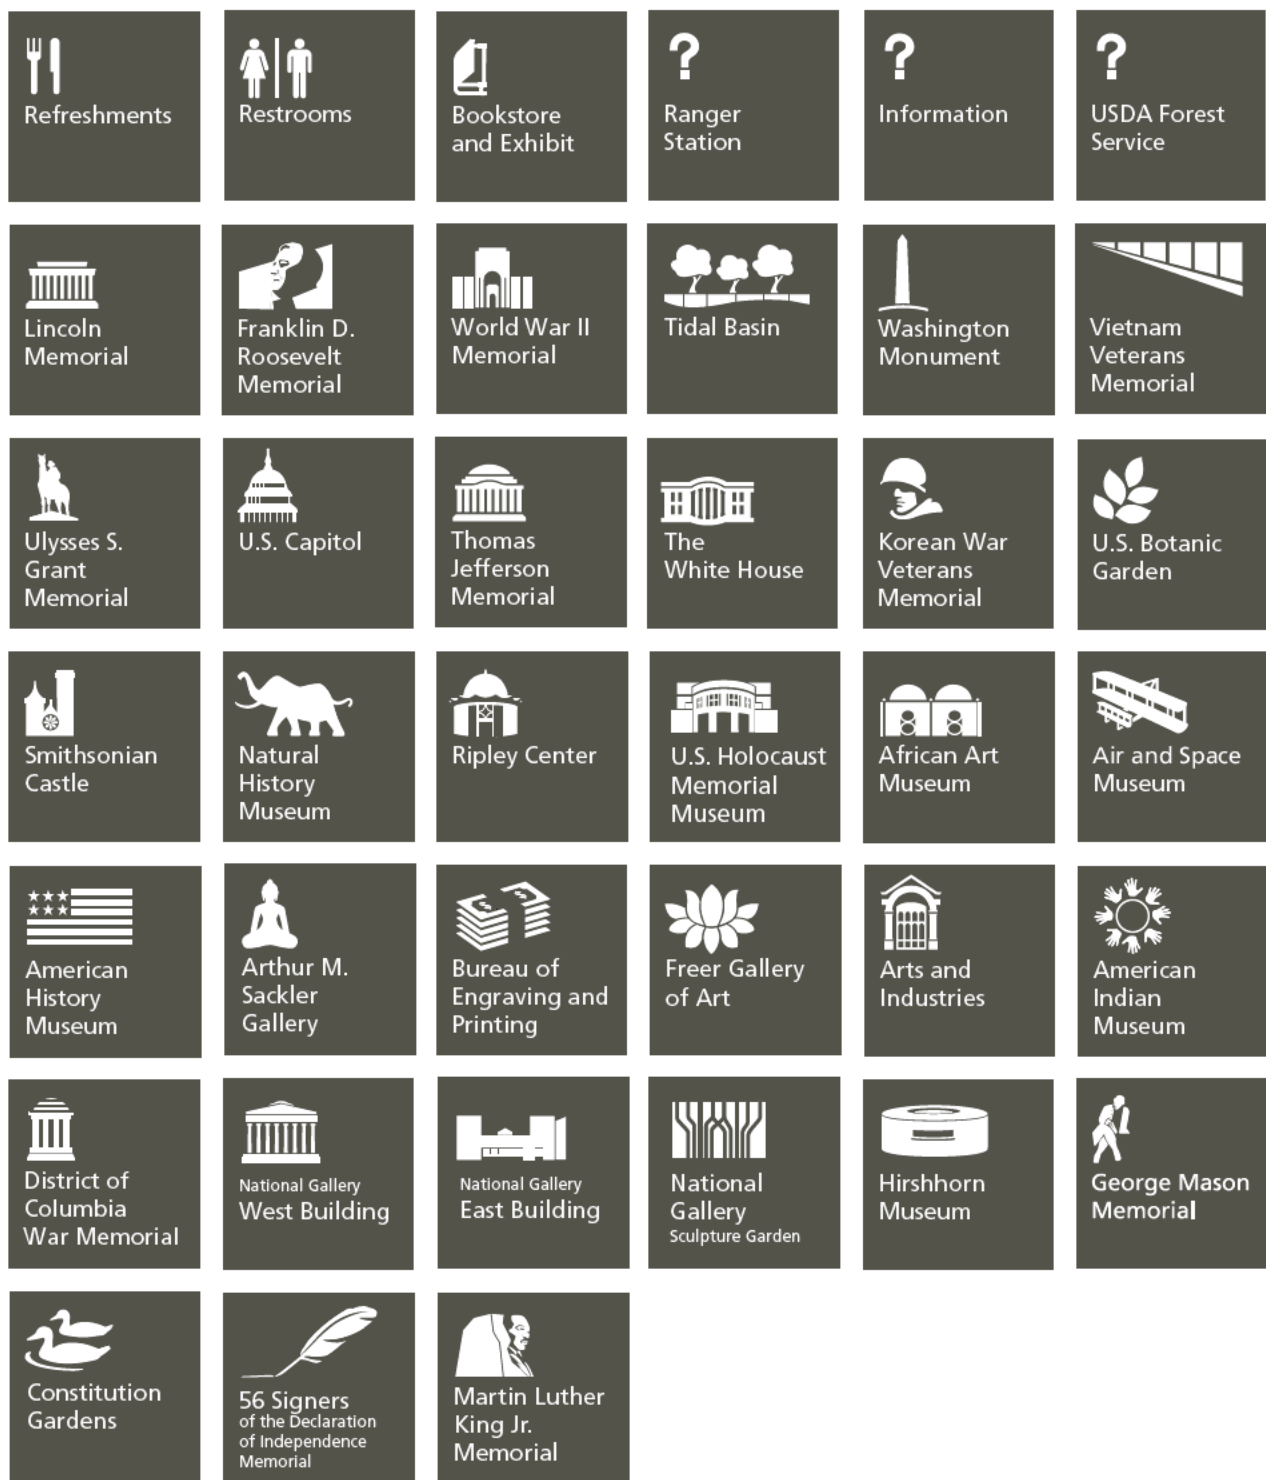 ?
?
?
Refreshments
Restrooms
Bookstore
and Exhibit
Ranger
Station
Information
USDA Forest
Service
Lincoln
Memorial
Franklin D.
Roosevelt
Memorial
World War II
Memorial
Tidal Basin
Washington
Monument
Vietnam
Veterans
Memorial
Ulysses S.
Grant
Memorial
U.S. Capitol
Thomas
Jefferson
Memorial
The
White House
Korean War
Veterans
Memorial
U.S. Botanic
Garden
Smithsonian
Castle
Natural
History
Museum
Ripley Center
U.S. Holocaust
Memorial
Museum
African Art
Museum
Air and Space
Museum
American
History
Museum
Arthur M.
Sackler
Gallery
$
$
Bureau of
Engraving and
Printing
Freer Gallery
of Art
Arts and
Industries
American
Indian
Museum
District of
Columbia
War Memorial
National Gallery
West Building
National Gallery
East Building
National
Gallery
Sculpture Garden
Hirshhorn
Museum
George Mason
Memorial
Constitution
Gardens
56 Signers
of the Declaration
of Independence
Memorial
Martin Luther
King Jr.
Memorial